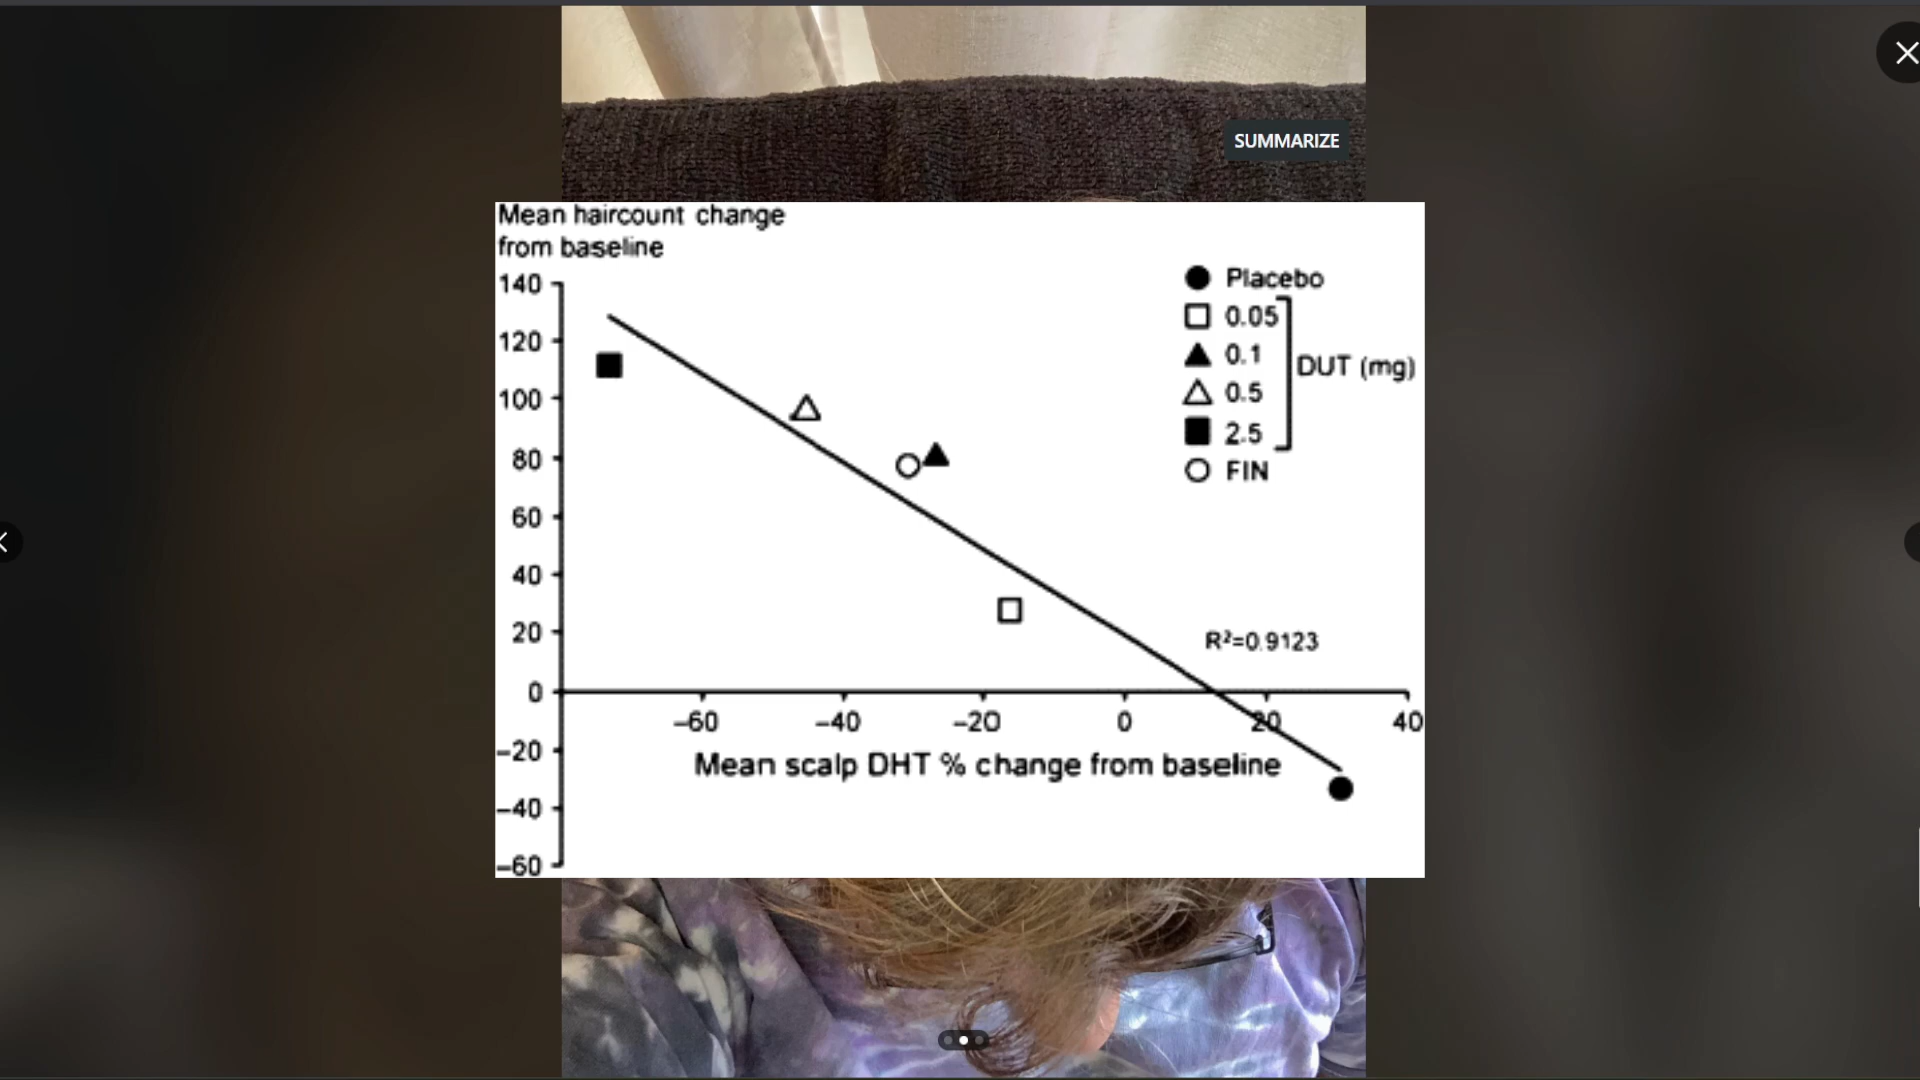 SUMMARIZE
Mean haircount change
from baseline
140
120
100
80
60
40
20
0
−20
−40
−60
Placebo
0.05
0.1
0.5
2.5
DUT (mg)
FIN
R²=0.9123
−60 −40 −20 0 20 40
Mean scalp DHT % change from baseline